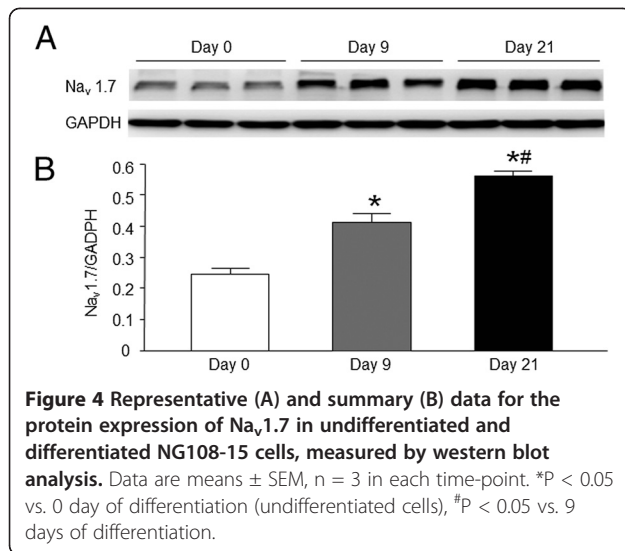 A
Day 0 Day 9 Day 21
Nav 1.7
GAPDH
B
0.6
0.5
0.4
0.3
0.2
0.1
0
Nav1.7/GADPH
*
*#
Day 0 Day 9 Day 21
Figure 4 Representative (A) and summary (B) data for the
protein expression of Nav1.7 in undifferentiated and
differentiated NG108-15 cells, measured by western blot
analysis. Data are means ± SEM, n = 3 in each time-point. *P < 0.05
vs. 0 day of differentiation (undifferentiated cells), #P < 0.05 vs. 9
days of differentiation.